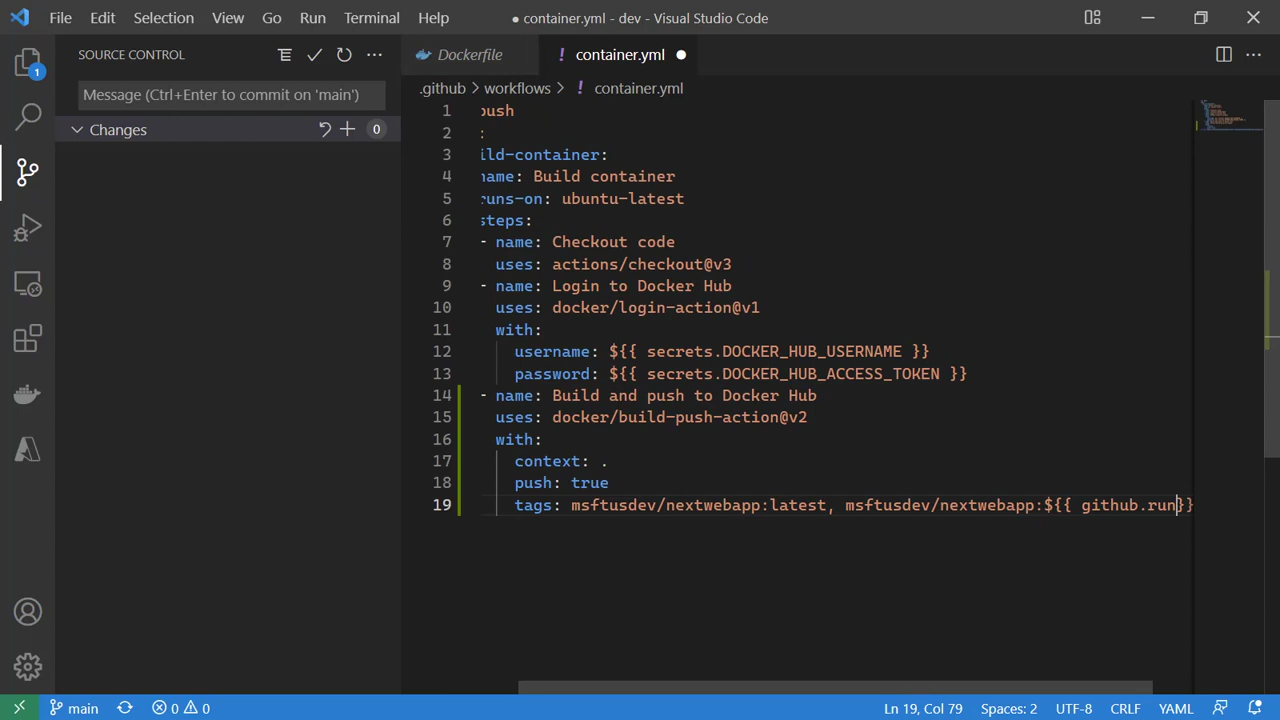 File Edit Selection View Go Run Terminal Help
● container.yml - dev - Visual Studio Code
SOURCE CONTROL
Dockerfile
! container.yml
1
Message (Ctrl+Enter to commit on 'main')
Changes
0
.github > workflows > ! container.yml
1 push
2 :
3 ild-container:
4 name: Build container
5 runs-on: ubuntu-latest
6 steps:
7 - name: Checkout code
8 uses: actions/checkout@v3
9 - name: Login to Docker Hub
10 uses: docker/login-action@v1
11 with:
12 username: ${{ secrets.DOCKER_HUB_USERNAME }}
13 password: ${{ secrets.DOCKER_HUB_ACCESS_TOKEN }}
14 - name: Build and push to Docker Hub
15 uses: docker/build-push-action@v2
16 with:
17 context: .
18 push: true
19 tags: msftusdev/nextwebapp:latest, msftusdev/nextwebapp:${{ github.run}}
main
0 0
Ln 19, Col 79 Spaces: 2 UTF-8 CRLF YAML